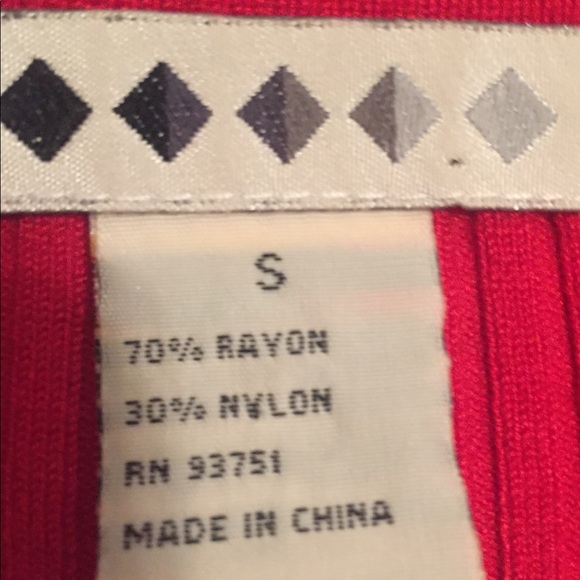 S
70% RAYON
30% NYLON
RN 93751
MADE IN CHINA